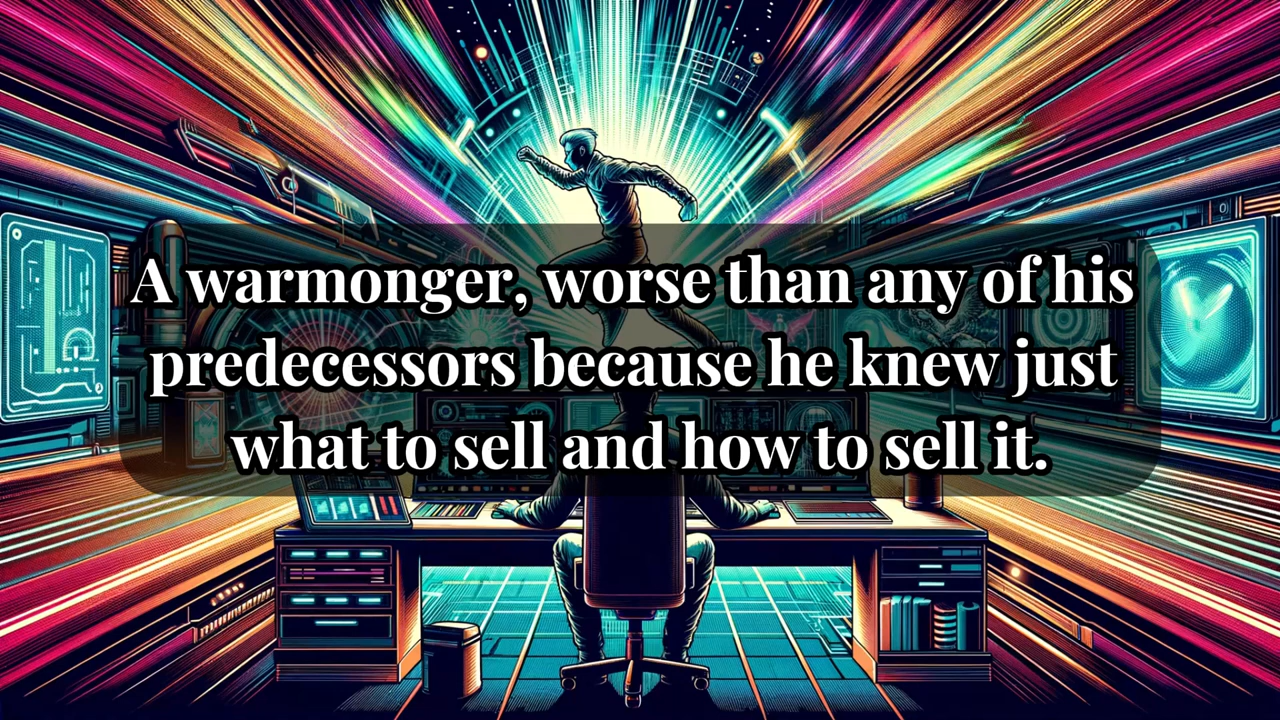 A warmonger, worse than any of his
predecessors because he knew just
what to sell and how to sell it.